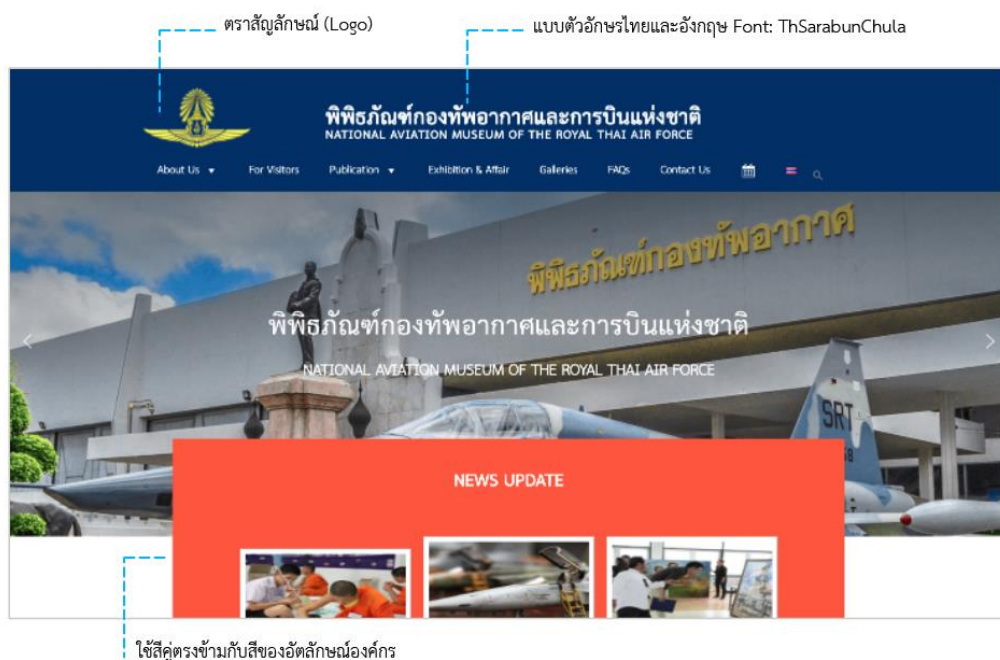 ตราสัญลักษณ์ (Logo)
แบบตัวอักษรไทยและอังกฤษ Font: ThSarabunChula
พิพิธภัณฑ์กองทัพอากาศและการบินแห่งชาติ
NATIONAL AVIATION MUSEUM OF THE ROYAL THAI AIR FORCE
About Us For Visitors Publication Exhibition & Affair Galleries FAQs Contact Us
พิพิธภัณฑ์กองทัพอากาศ
พิพิธภัณฑ์กองทัพอากาศและการบินแห่งชาติ
NATIONAL AVIATION MUSEUM OF THE ROYAL THAI AIR FORCE
SRT
NEWS UPDATE
ใช้สีคู่ตรงข้ามกับสีของอัตลักษณ์องค์กร